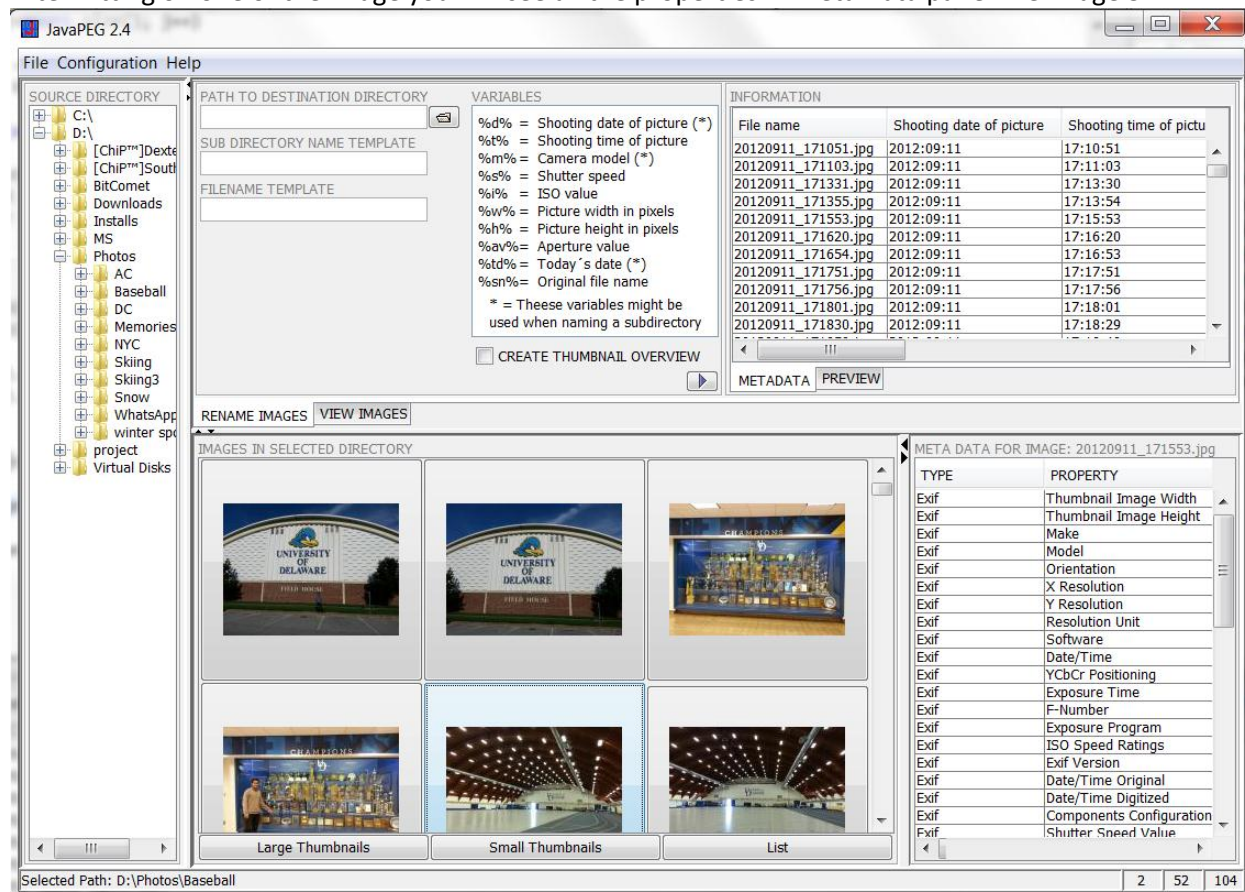 JavaPEG 2.4
File Configuration Help
SOURCE DIRECTORY
C:\
D:\
[ChiP™]Dexte
[ChiP™]South
BitComet
Downloads
Installs
MS
Photos
AC
Baseball
DC
Memories
NYC
Skiing
Skiing3
Snow
WhatsApp
winter spo
project
Virtual Disks
PATH TO DESTINATION DIRECTORY
SUB DIRECTORY NAME TEMPLATE
FILENAME TEMPLATE
VARIABLES
%d% = Shooting date of picture (*)
%t% = Shooting time of picture
%m% = Camera model (*)
%s% = Shutter speed
%i% = ISO value
%w% = Picture width in pixels
%h% = Picture height in pixels
%av%= Aperture value
%td%= Today´s date (*)
%sn%= Original file name
* = Theese variables might be
used when naming a subdirectory
CREATE THUMBNAIL OVERVIEW
RENAME IMAGES VIEW IMAGES
INFORMATION
File name Shooting date of picture Shooting time of pictu
20120911_171051.jpg 2012:09:11 17:10:51
20120911_171103.jpg 2012:09:11 17:11:03
20120911_171331.jpg 2012:09:11 17:13:30
20120911_171355.jpg 2012:09:11 17:13:54
20120911_171553.jpg 2012:09:11 17:15:53
20120911_171620.jpg 2012:09:11 17:16:20
20120911_171654.jpg 2012:09:11 17:16:53
20120911_171751.jpg 2012:09:11 17:17:51
20120911_171756.jpg 2012:09:11 17:17:56
20120911_171801.jpg 2012:09:11 17:18:01
20120911_171830.jpg 2012:09:11 17:18:29
METADATA PREVIEW
IMAGES IN SELECTED DIRECTORY
UNIVERSITY
OF
DELAWARE
FIELD HOUSE
UNIVERSITY
OF
DELAWARE
FIELD HOUSE
CHAMPIONS
CHAMPIONS
Large Thumbnails Small Thumbnails List
META DATA FOR IMAGE: 20120911_171553.jpg
TYPE PROPERTY
Exif Thumbnail Image Width
Exif Thumbnail Image Height
Exif Make
Exif Model
Exif Orientation
Exif X Resolution
Exif Y Resolution
Exif Resolution Unit
Exif Software
Exif Date/Time
Exif YCbCr Positioning
Exif Exposure Time
Exif F-Number
Exif Exposure Program
Exif ISO Speed Ratings
Exif Exif Version
Exif Date/Time Original
Exif Date/Time Digitized
Exif Components Configuration
Exif Shutter Speed Value
Selected Path: D:\Photos\Baseball 2 52 104